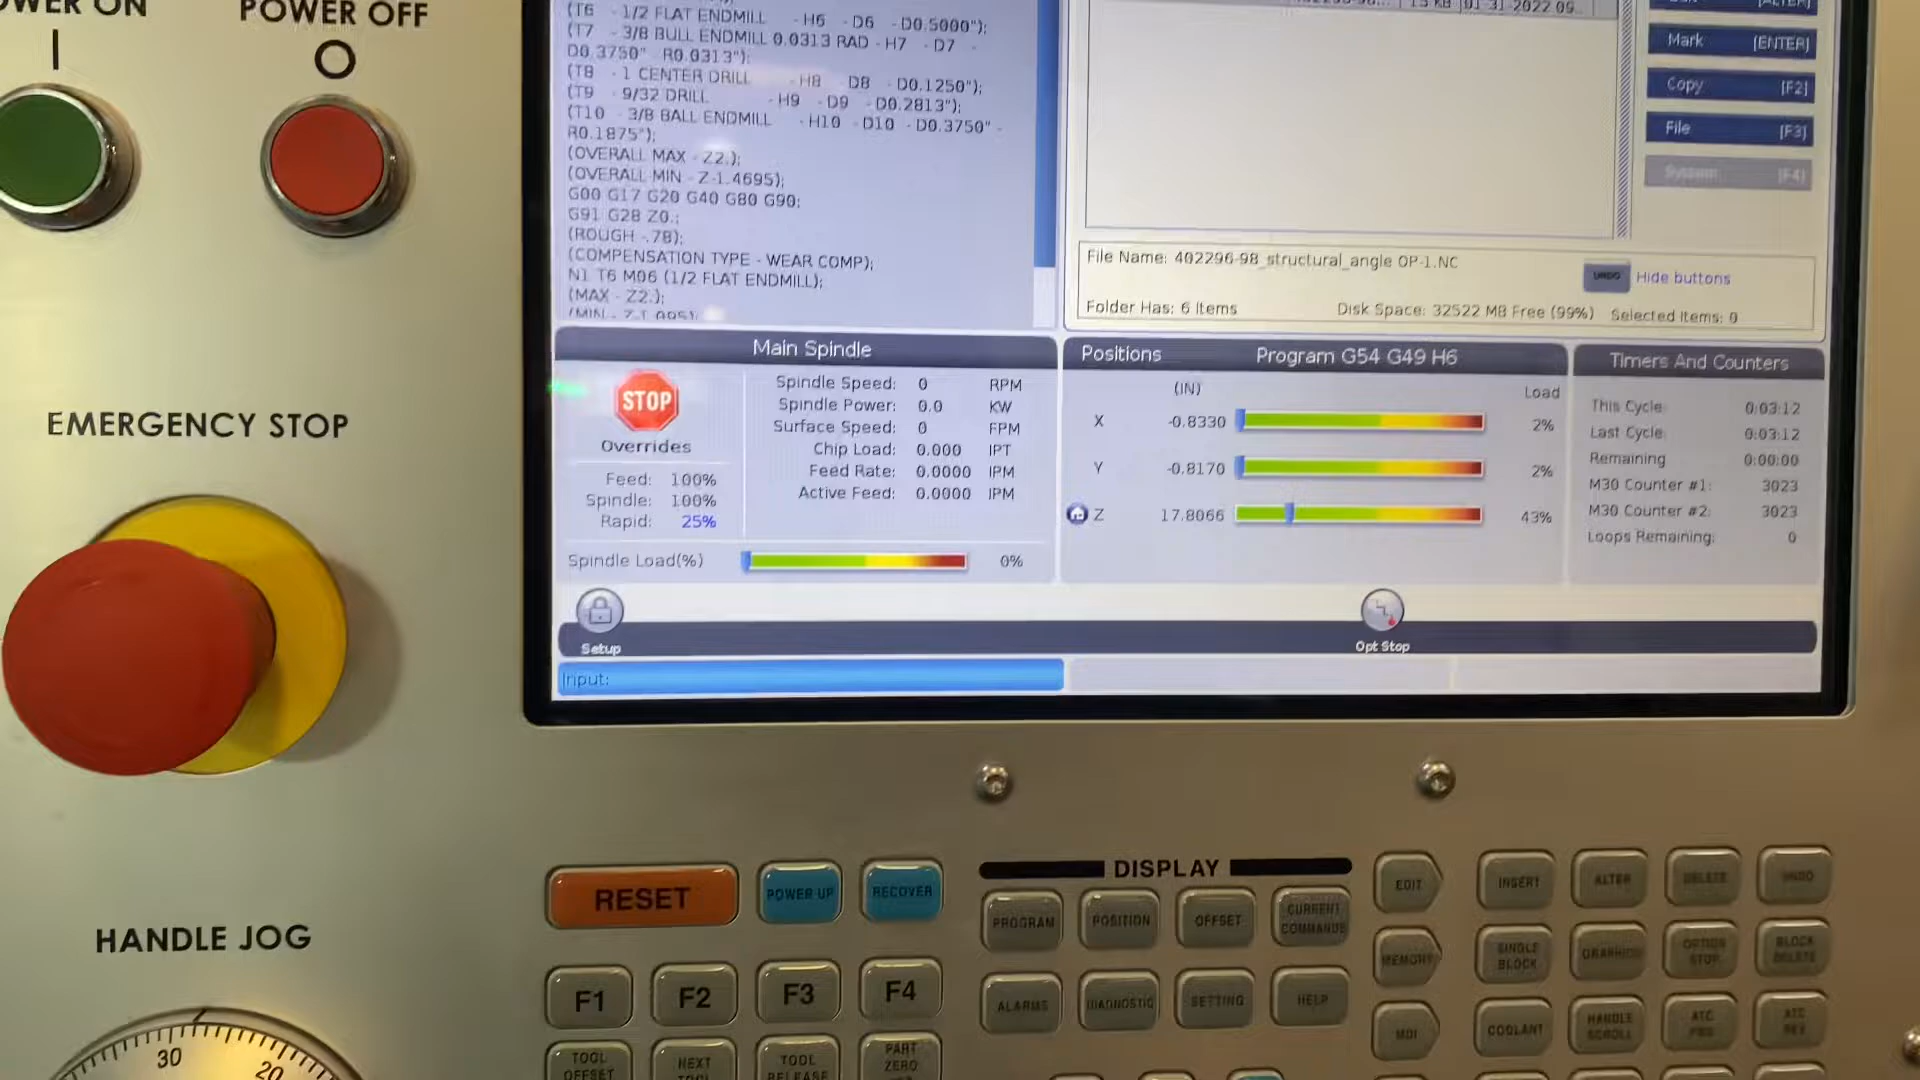 POWER OFF
EMERGENCY STOP
HANDLE JOG
30
20
(T6 - 1/2 FLAT ENDMILL - H6 - D6 - D0.5000");
(T7 - 3/8 BULL ENDMILL 0.0313 RAD - H7 - D7 -
D0.3750" R0.0313");
(T8 - 1 CENTER DRILL - H8 D8 - D0.1250");
(T9 - 9/32 DRILL - H9 - D9 - D0.2813");
(T10 - 3/8 BALL ENDMILL - H10 - D10 - D0.3750" -
R0.1875");
(OVERALL MAX - Z2.);
(OVERALL MIN - Z-1.4695);
G00 G17 G20 G40 G80 G90;
G91 G28 Z0.;
(ROUGH -.78);
(COMPENSATION TYPE - WEAR COMP);
N1 T6 M06 (1/2 FLAT ENDMILL);
(MAX - Z2.);
Mark [ENTER]
Copy [F2]
File [F3]
System [F4]
File Name: 402296-98_structural_angle OP-1.NC
UNDO Hide buttons
Folder Has: 6 Items Disk Space: 32522 MB Free (99%) Selected Items: 0
Main Spindle
STOP
Overrides
Feed: 100%
Spindle: 100%
Rapid: 25%
Spindle Speed: 0 RPM
Spindle Power: 0.0 KW
Surface Speed: 0 FPM
Chip Load: 0.000 IPT
Feed Rate: 0.0000 IPM
Active Feed: 0.0000 IPM
Spindle Load(%) 0%
Positions Program G54 G49 H6
(IN) Load
X -0.8330 2%
Y -0.8170 2%
Z 17.8066 43%
Timers And Counters
This Cycle: 0:03:12
Last Cycle: 0:03:12
Remaining 0:00:00
M30 Counter #1: 3023
M30 Counter #2: 3023
Loops Remaining: 0
Setup
Opt Stop
Input:
RESET
POWER UP
RECOVER
F1
F2
F3
F4
TOOL
OFFSET
NEXT
TOOL
TOOL
RELEASE
PART
ZERO
DISPLAY
PROGRAM
POSITION
OFFSET
CURRENT
COMMANDS
ALARMS
DIAGNOSTIC
SETTING
HELP
EDIT
INSERT
ALTER
DELETE
UNDO
MEMORY
SINGLE
BLOCK
GRAPHICS
OPTION
STOP
BLOCK
DELETE
MDI
COOLANT
HANDLE
SCROLL
ATC
FWD
ATC
REV